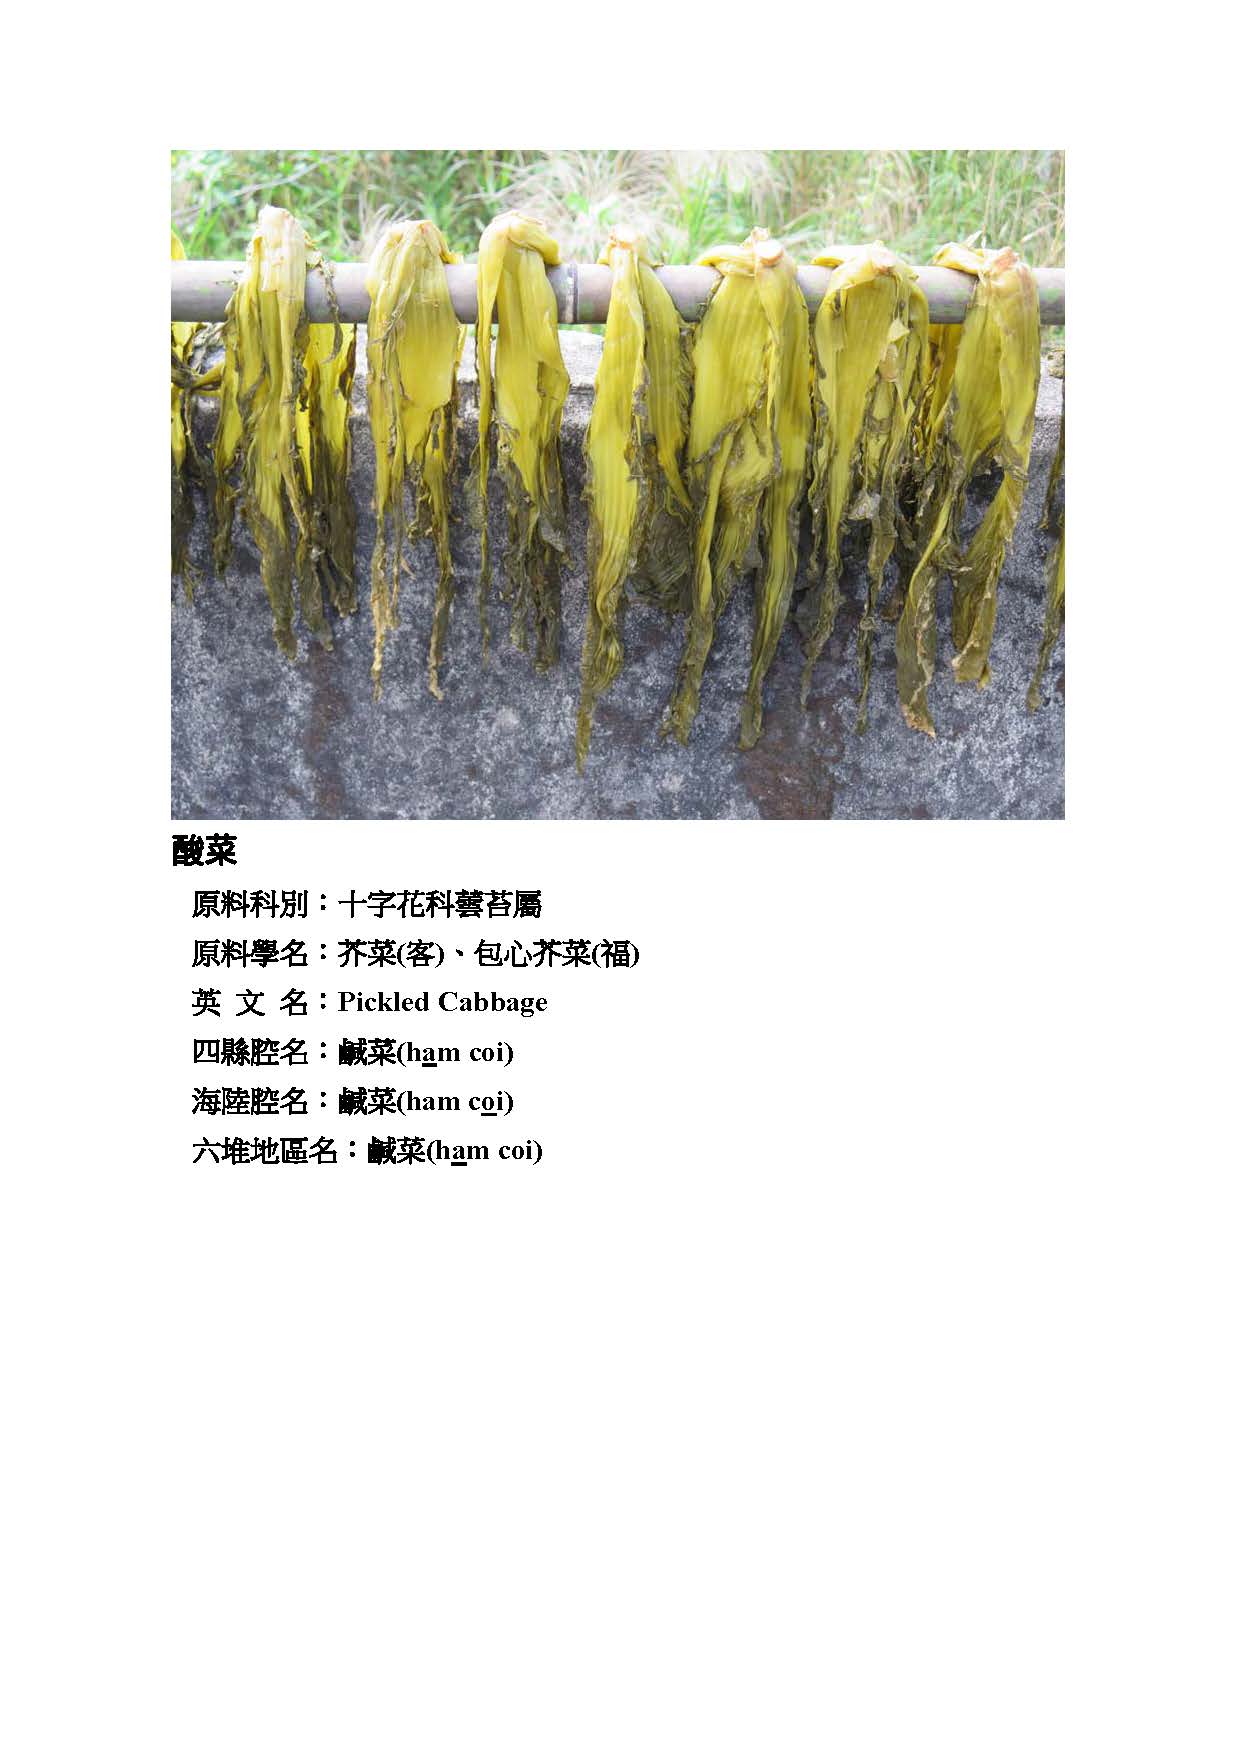 酸菜
原料科別：十字花科蕓苔屬
原料學名：芥菜(客)、包心芥菜(福)
英 文 名：Pickled Cabbage
四縣腔名：鹹菜(ham coi)
海陸腔名：鹹菜(ham coi)
六堆地區名：鹹菜(ham coi)